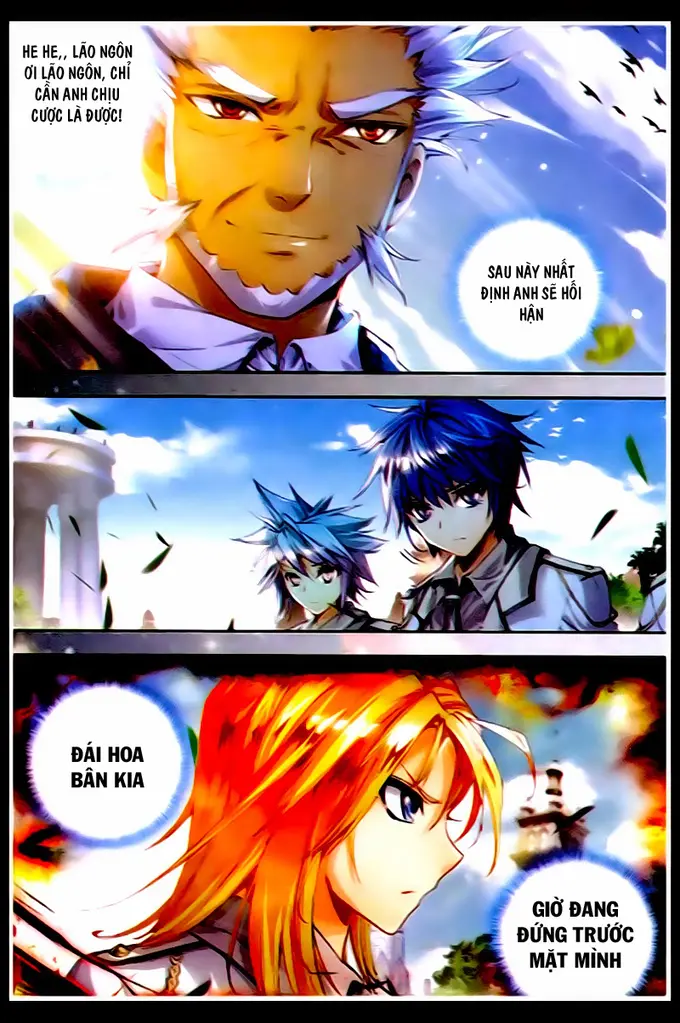 HE HE,, LÃO NGÔN
ƠI LÃO NGÔN, CHỈ
CẦN ANH CHỊU
CƯỢC LÀ ĐƯỢC!
SAU NÀY NHẤT
ĐỊNH ANH SẼ HỐI
HẬN
ĐÁI HOA
BÂN KIA
GIỜ ĐANG
ĐỨNG TRƯỚC
MẶT MÌNH